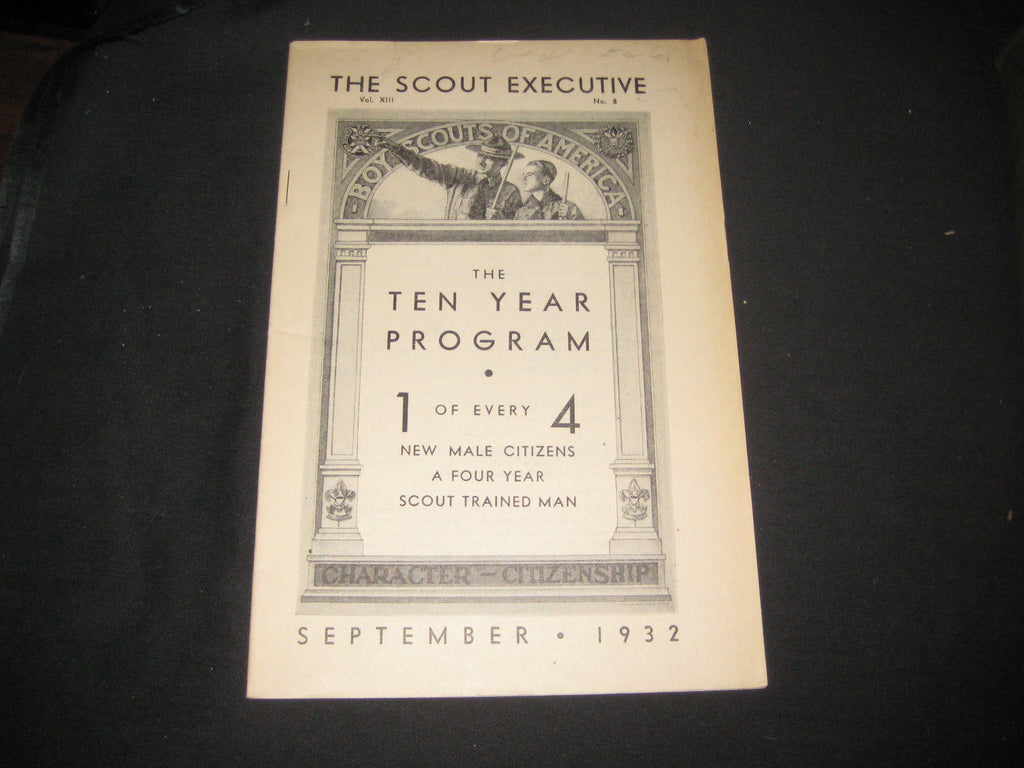 THE SCOUT EXECUTIVE
Vol. XIII No. 8
BOY SCOUTS OF AMERICA
THE
TEN YEAR
PROGRAM
•
1 OF EVERY 4
NEW MALE CITIZENS
A FOUR YEAR
SCOUT TRAINED MAN
CHARACTER - CITIZENSHIP
SEPTEMBER • 1932